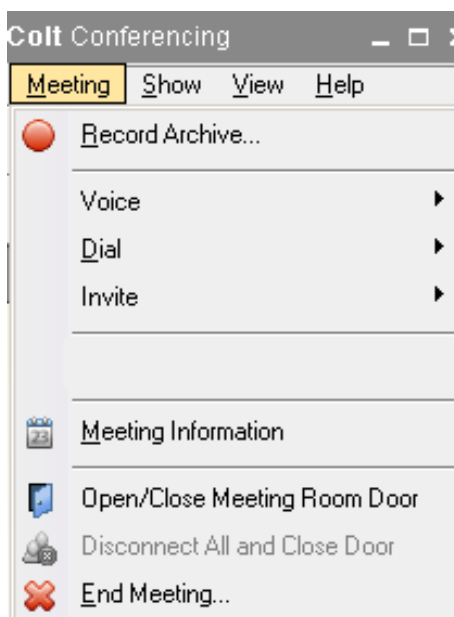 Colt Conferencing
Meeting Show View Help
Record Archive...
Voice
Dial
Invite
23
Meeting Information
Open/Close Meeting Room Door
Disconnect All and Close Door
End Meeting...